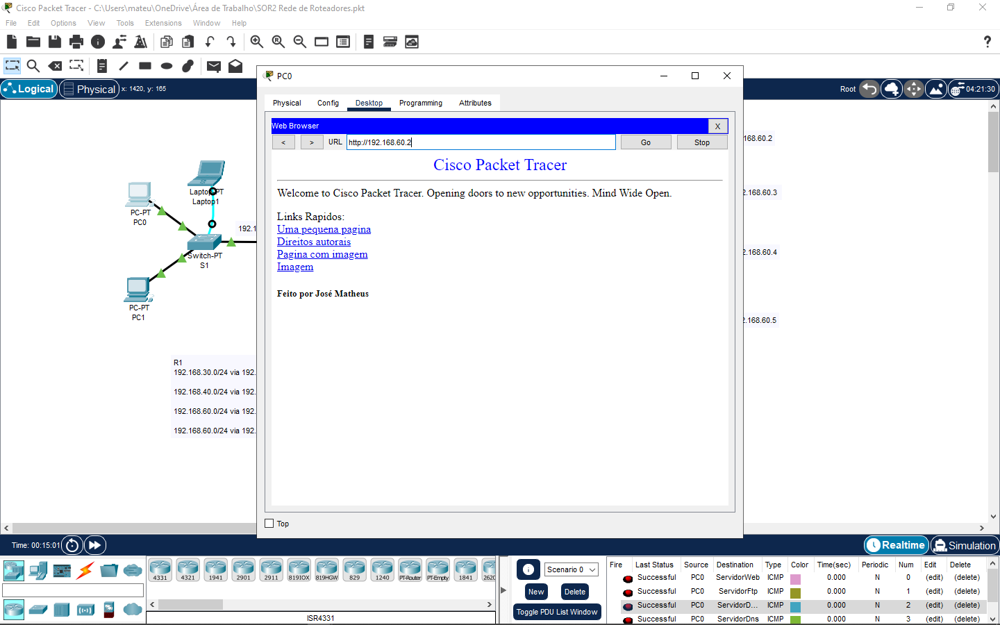 Cisco Packet Tracer - C:\Users\mateu\OneDrive\Área de Trabalho\SOR2 Rede de Roteadores.pkt
File Edit Options View Tools Extensions Window Help
?
Logical Physical x: 1420, y: 165
Root 04:21:30
PC0
Physical Config Desktop Programming Attributes
Web Browser X
< > URL http://192.168.60.2 Go Stop
Cisco Packet Tracer
Welcome to Cisco Packet Tracer. Opening doors to new opportunities. Mind Wide Open.
Links Rapidos:
Uma pequena pagina
Direitos autorais
Pagina com imagem
Imagem
Feito por José Matheus
Top
Laptop-PT
Laptop1
PC-PT
PC0
192.1
Switch-PT
S1
PC-PT
PC1
R1
192.168.30.0/24 via 192.
192.168.40.0/24 via 192.
192.168.60.0/24 via 192.
192.168.60.0/24 via 192.
168.60.2
2.168.60.3
2.168.60.4
2.168.60.5
Time: 00:15:01
Realtime Simulation
4331 4321 1941 2901 2911 819IOX 819HGW 829 1240 PT-Router PT-Empty 1841 2620
ISR4331
Scenario 0
New Delete
Toggle PDU List Window
Fire Last Status Source Destination Type Color Time(sec) Periodic Num Edit Delete
Successful PC0 ServidorWeb ICMP 0.000 N 0 (edit) (delete)
Successful PC0 ServidorFtp ICMP 0.000 N 1 (edit) (delete)
Successful PC0 ServidorD... ICMP 0.000 N 2 (edit) (delete)
Successful PC0 ServidorDns ICMP 0.000 N 3 (edit) (delete)